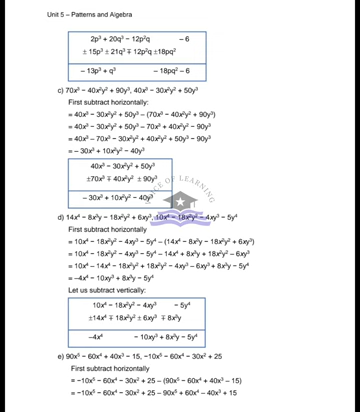 Unit 5 – Patterns and Algebra
2p³ + 20q³ − 12p²q − 6
± 15p³ ± 21q³ ∓ 12p²q ±18pq²
− 13p³ + q³ − 18pq² – 6
c) 70x³ − 40x²y² + 90y³, 40x³ − 30x²y² + 50y³
First subtract horizontally:
= 40x³ − 30x²y² + 50y³ – (70x³ − 40x²y² + 90y³)
= 40x³ − 30x²y² + 50y³ – 70x³ + 40x²y² − 90y³
= 40x³ − 70x³ − 30x²y² + 40x²y² + 50y³ − 90y³
= – 30x³ + 10x²y² − 40y³
40x³ − 30x²y² + 50y³
±70x³ ∓ 40x²y² ± 90y³
− 30x³ + 10x²y² − 40y³
SLICE OF LEARNING
d) 14x⁴ − 8x³y − 18x²y² + 6xy³, 10x⁴ − 18x²y² − 4xy³ − 5y⁴
First subtract horizontally
= 10x⁴ − 18x²y² − 4xy³ − 5y⁴ – (14x⁴ − 8x³y − 18x²y² + 6xy³)
= 10x⁴ − 18x²y² − 4xy³ − 5y⁴ − 14x⁴ + 8x³y + 18x²y² − 6xy³
= 10x⁴ − 14x⁴ − 18x²y² + 18x²y² − 4xy³ − 6xy³ + 8x³y − 5y⁴
= −4x⁴ − 10xy³ + 8x³y − 5y⁴
Let us subtract vertically:
10x⁴ − 18x²y² − 4xy³ − 5y⁴
±14x⁴ ∓ 18x²y² ± 6xy³ ∓ 8x³y
−4x⁴ − 10xy³ + 8x³y − 5y⁴
e) 90x⁵ − 60x⁴ + 40x³ − 15, −10x⁵ − 60x⁴ − 30x² + 25
First subtract horizontally
= −10x⁵ − 60x⁴ − 30x² + 25 – (90x⁵ − 60x⁴ + 40x³ − 15)
= −10x⁵ − 60x⁴ − 30x² + 25 − 90x⁵ + 60x⁴ − 40x³ + 15